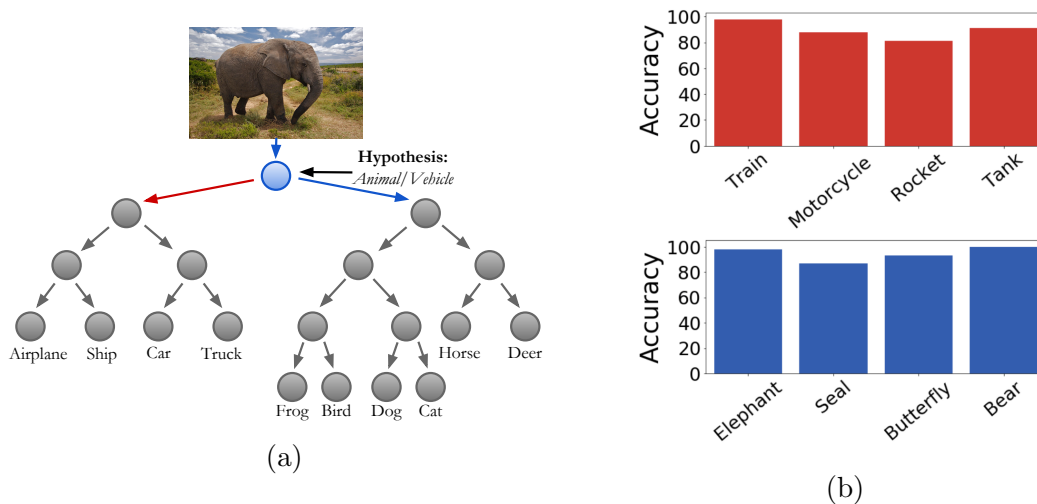 Hypothesis:
Animal/Vehicle
Airplane Ship Car Truck Horse Deer
Frog Bird Dog Cat
(a)
Accuracy
100
80
60
40
20
0
Train Motorcycle Rocket Tank
Accuracy
100
80
60
40
20
0
Elephant Seal Butterfly Bear
(b)